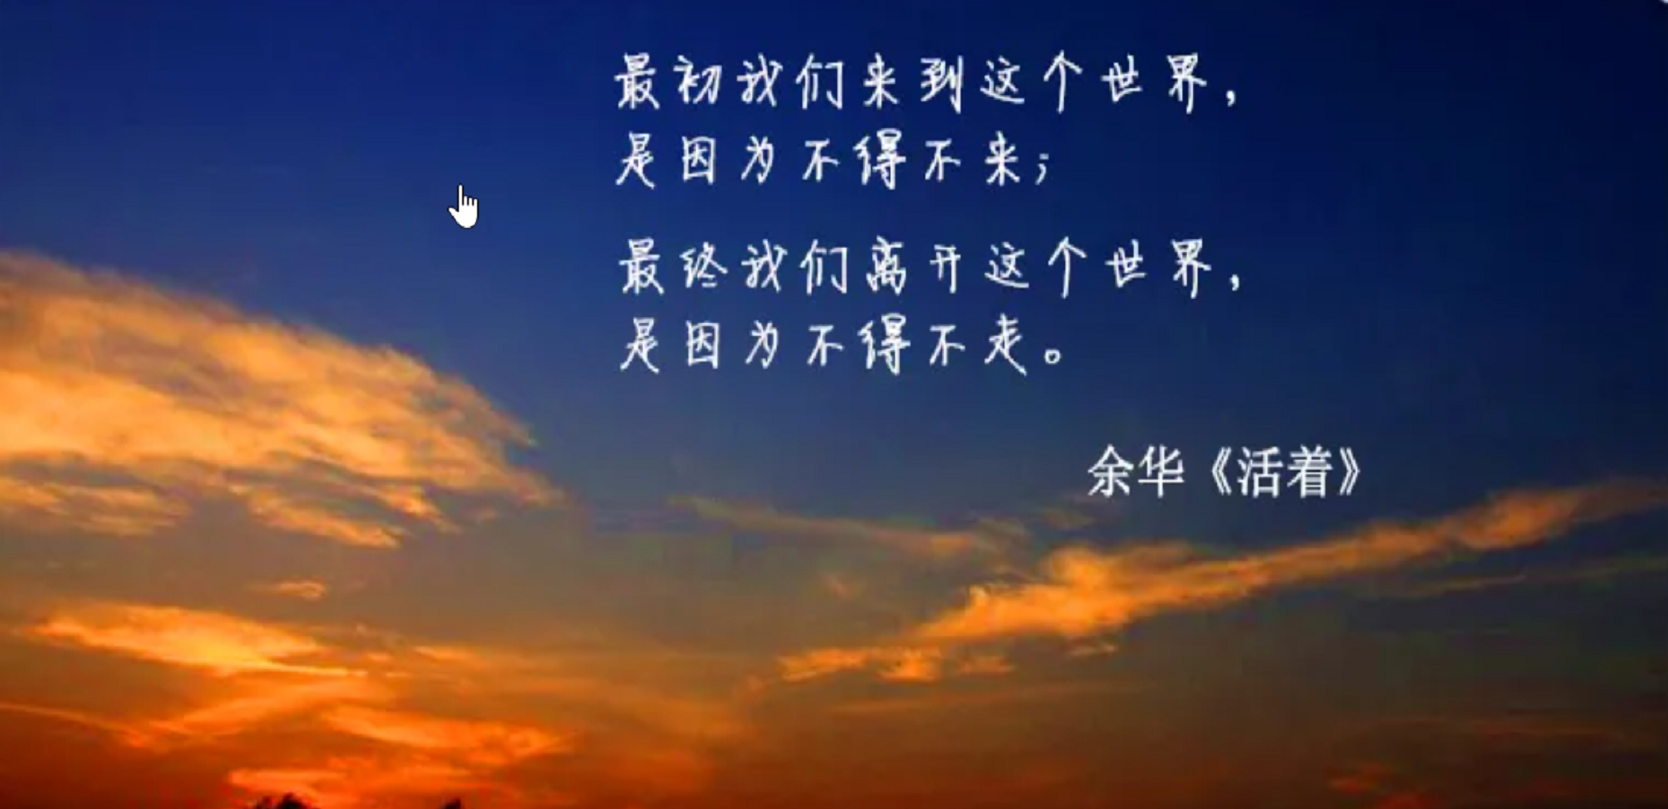 最初我们来到这个世界，
是因为不得不来；
最终我们离开这个世界，
是因为不得不走。
余华《活着》